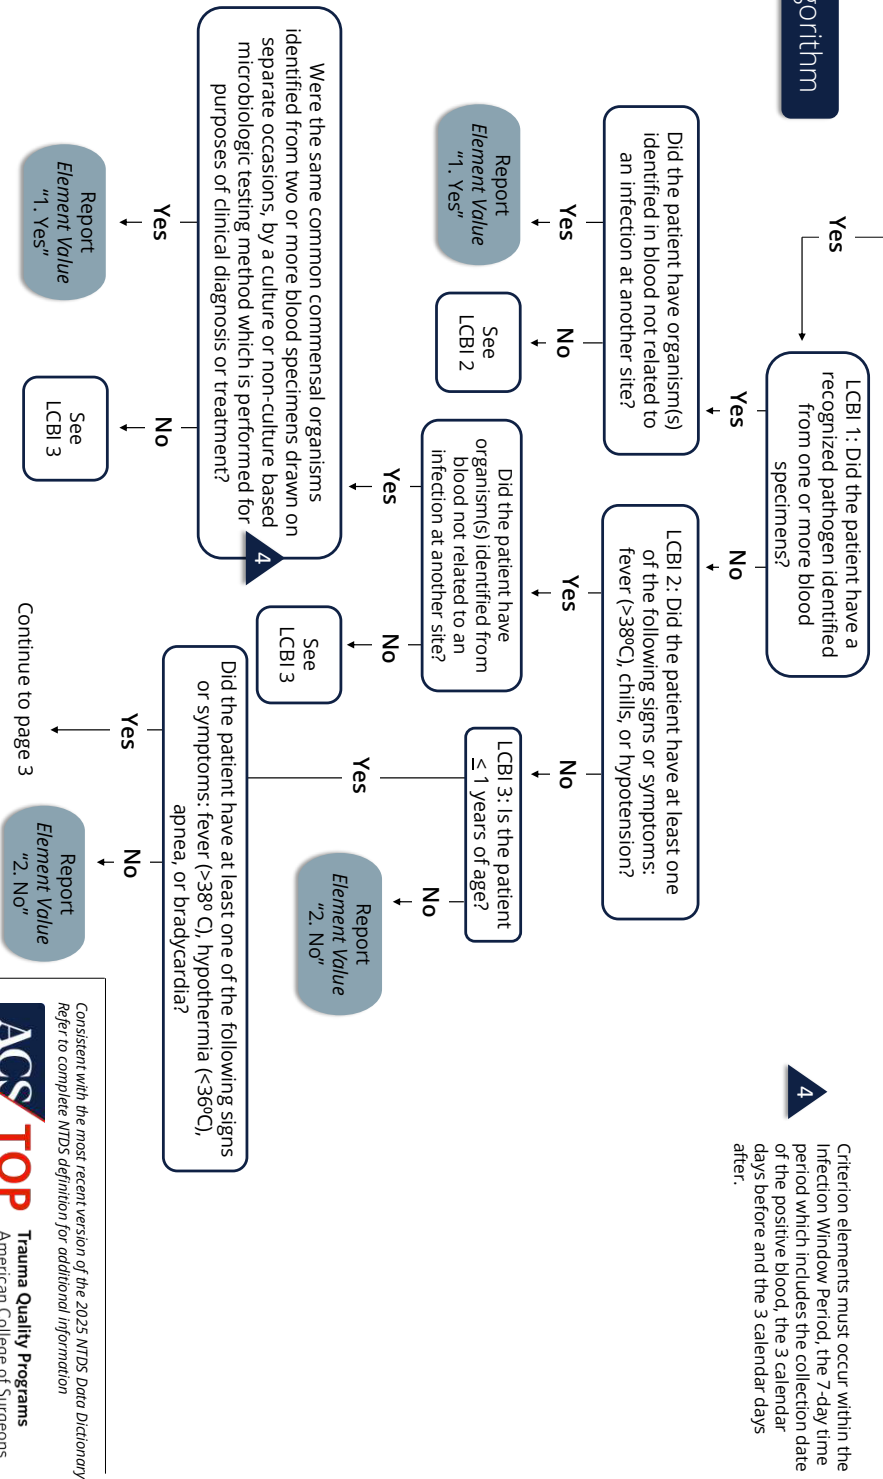 gorithm
Yes
LCBI 1: Did the patient have a
recognized pathogen identified
from one or more blood
specimens?
Yes
No
Did the patient have organism(s)
identified in blood not related to
an infection at another site?
Yes
No
Report
Element Value
“1. Yes”
See
LCBI 2
LCBI 2: Did the patient have at least one
of the following signs or symptoms:
fever (>38⁰C), chills, or hypotension?
Yes
No
Did the patient have
organism(s) identified from
blood not related to an
infection at another site?
Yes
No
See
LCBI 3
Were the same common commensal organisms
identified from two or more blood specimens drawn on
separate occasions, by a culture or non-culture based
microbiologic testing method which is performed for
purposes of clinical diagnosis or treatment?
4
Yes
No
Report
Element Value
“1. Yes”
See
LCBI 3
LCBI 3: Is the patient
≤ 1 years of age?
Yes
No
Report
Element Value
“2. No”
Did the patient have at least one of the following signs
or symptoms: fever (>38⁰ C), hypothermia (<36⁰C),
apnea, or bradycardia?
Yes
No
Continue to page 3
Report
Element Value
“2. No”
4
Criterion elements must occur within the
Infection Window Period, the 7-day time
period which includes the collection date
of the positive blood, the 3 calendar
days before and the 3 calendar days
after.
Consistent with the most recent version of the 2025 NTDS Data Dictionary
Refer to complete NTDS definition for additional information
ACS TQP
Trauma Quality Programs
American College of Surgeons